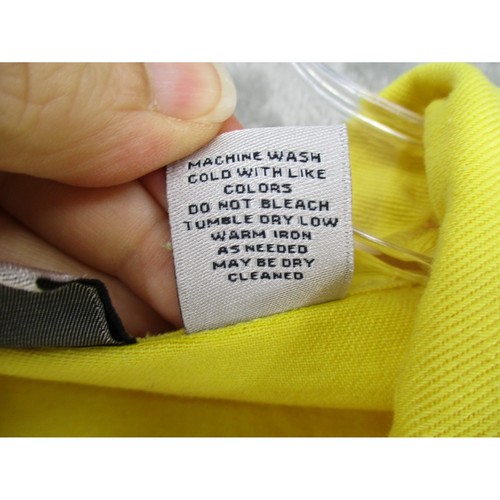 MACHINE WASH
COLD WITH LIKE
COLORS
DO NOT BLEACH
TUMBLE DRY LOW
WARM IRON
AS NEEDED
MAY BE DRY
CLEANED